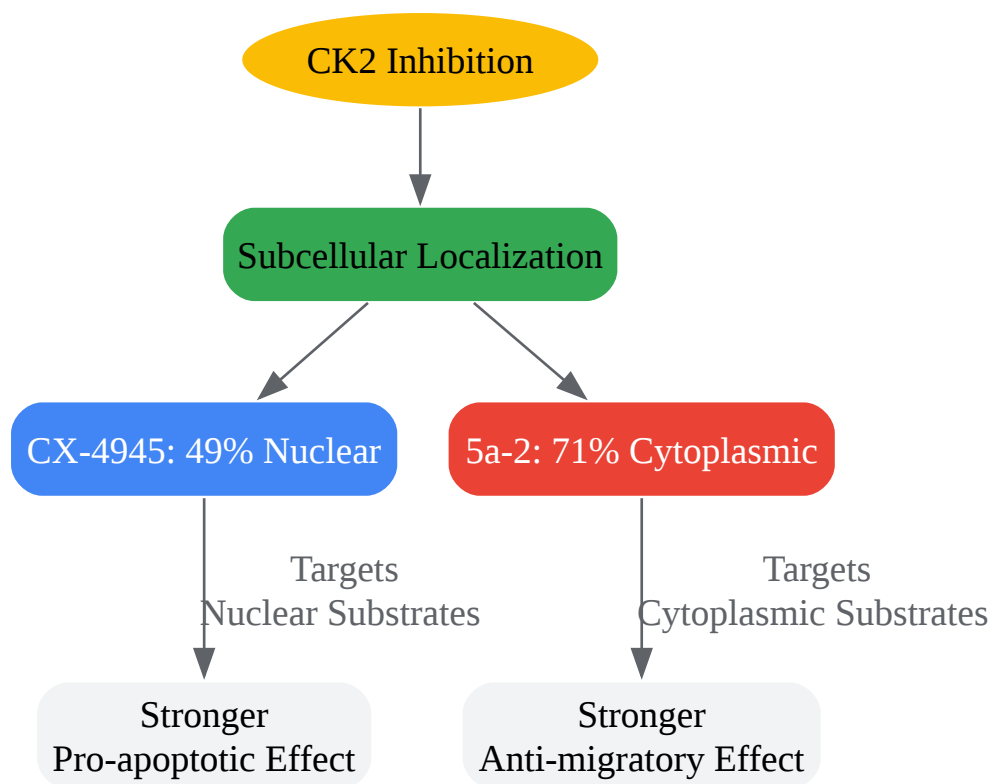 CK2 Inhibition
Subcellular Localization
CX-4945: 49% Nuclear
5a-2: 71% Cytoplasmic
Targets
Nuclear Substrates
Targets
Cytoplasmic Substrates
Stronger
Pro-apoptotic Effect
Stronger
Anti-migratory Effect